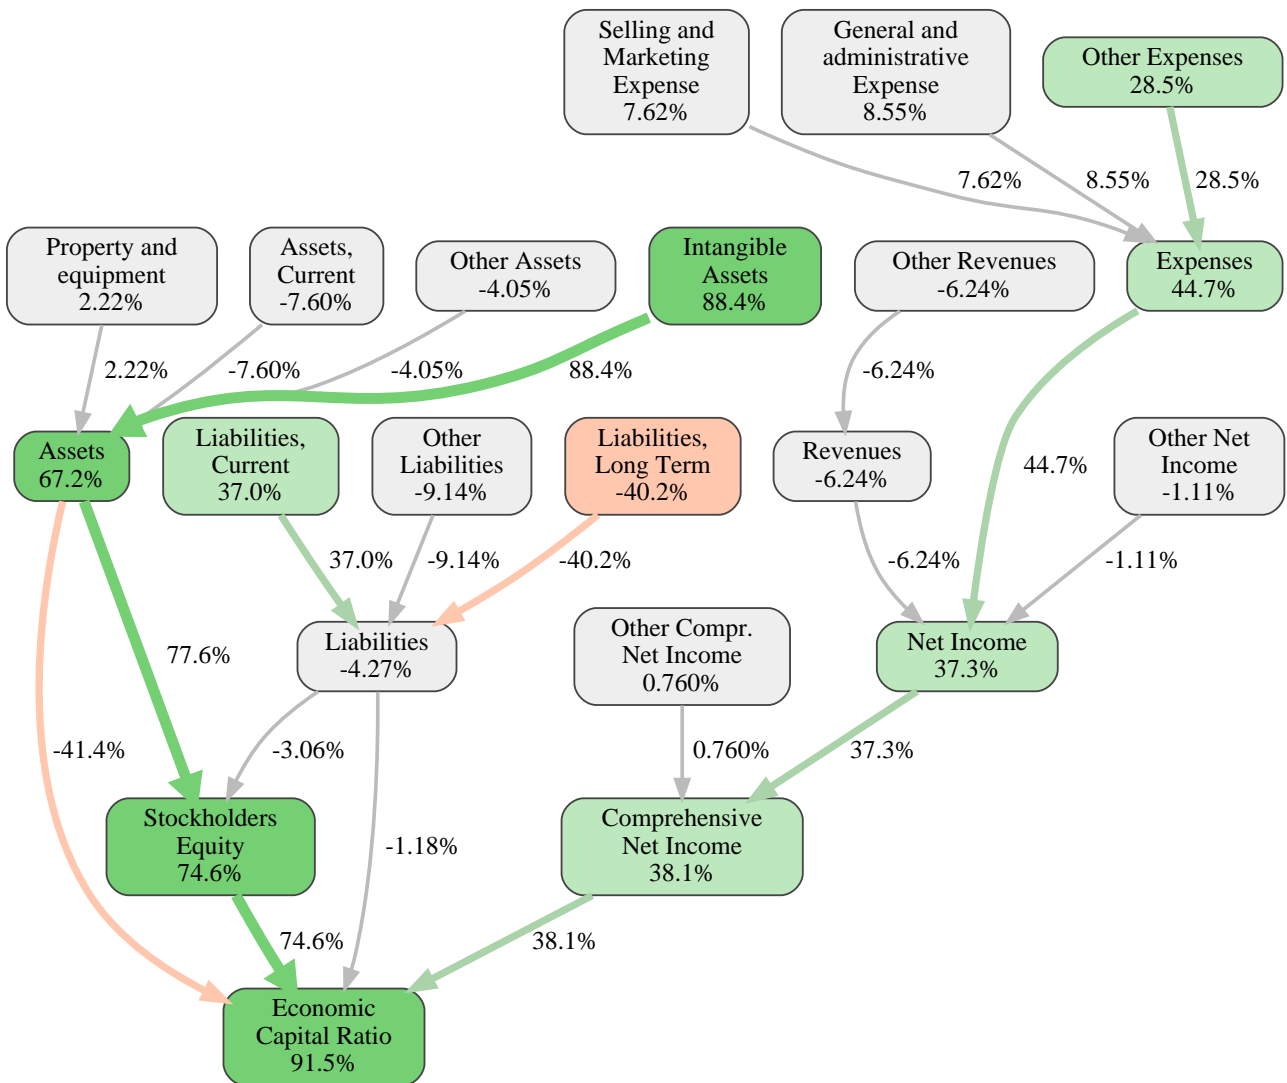 Selling and
Marketing
Expense
7.62%
General and
administrative
Expense
8.55%
Other Expenses
28.5%
7.62%
8.55%
28.5%
Property and
equipment
2.22%
Assets,
Current
-7.60%
Other Assets
-4.05%
Intangible
Assets
88.4%
Other Revenues
-6.24%
Expenses
44.7%
2.22%
-7.60%
-4.05%
88.4%
-6.24%
Assets
67.2%
Liabilities,
Current
37.0%
Other
Liabilities
-9.14%
Liabilities,
Long Term
-40.2%
Revenues
-6.24%
44.7%
Other Net
Income
-1.11%
37.0%
-9.14%
-40.2%
-6.24%
-1.11%
77.6%
Liabilities
-4.27%
Other Compr.
Net Income
0.760%
Net Income
37.3%
-41.4%
-3.06%
0.760%
37.3%
Stockholders
Equity
74.6%
-1.18%
Comprehensive
Net Income
38.1%
74.6%
38.1%
Economic
Capital Ratio
91.5%